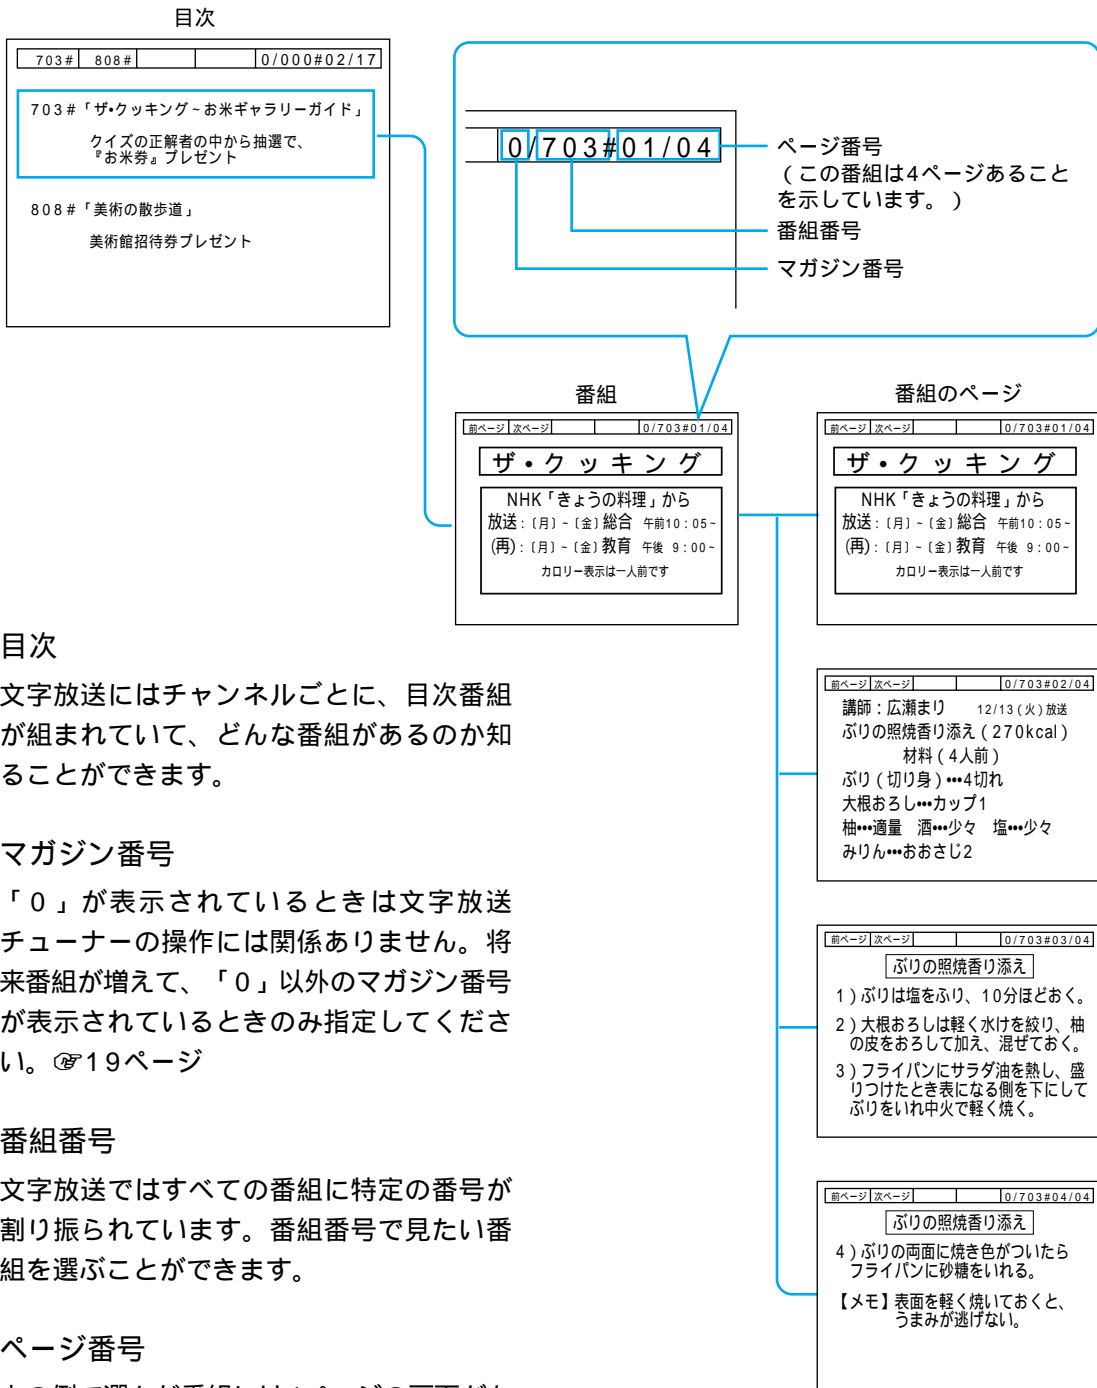 目次
703# 808# 0/000#02/17
703#「ザ・クッキング~お米ギャラリーガイド」
クイズの正解者の中から抽選で、
『お米券』プレゼント
808#「美術の散歩道」
美術館招待券プレゼント
0/703#01/04
ページ番号
(この番組は4ページあること
を示しています。)
番組番号
マガジン番号
番組
前ページ 次ページ 0/703#01/04
ザ・クッキング
NHK「きょうの料理」から
放送:〔月〕~〔金〕総合 午前10:05~
(再):〔月〕~〔金〕教育 午後 9:00~
カロリー表示は一人前です
番組のページ
前ページ 次ページ 0/703#01/04
ザ・クッキング
NHK「きょうの料理」から
放送:〔月〕~〔金〕総合 午前10:05~
(再):〔月〕~〔金〕教育 午後 9:00~
カロリー表示は一人前です
前ページ 次ページ 0/703#02/04
講師:広瀬まり 12/13(火)放送
ぶりの照焼香り添え(270kcal)
材料(4人前)
ぶり(切り身)•••4切れ
大根おろし•••カップ1
柚•••適量 酒•••少々 塩•••少々
みりん•••おおさじ2
前ページ 次ページ 0/703#03/04
ぶりの照焼香り添え
1)ぶりは塩をふり、10分ほどおく。
2)大根おろしは軽く水けを絞り、柚
の皮をおろして加え、混ぜておく。
3)フライパンにサラダ油を熱し、盛
りつけたとき表になる側を下にして
ぶりをいれ中火で軽く焼く。
前ページ 次ページ 0/703#04/04
ぶりの照焼香り添え
4)ぶりの両面に焼き色がついたら
フライパンに砂糖をいれる。
【メモ】表面を軽く焼いておくと、
うまみが逃げない。
目次
文字放送にはチャンネルごとに、目次番組
が組まれていて、どんな番組があるのか知
ることができます。
マガジン番号
「0」が表示されているときは文字放送
チューナーの操作には関係ありません。将
来番組が増えて、「0」以外のマガジン番号
が表示されているときのみ指定してくださ
い。☞19ページ
番組番号
文字放送ではすべての番組に特定の番号が
割り振られています。番組番号で見たい番
組を選ぶことができます。
ページ番号